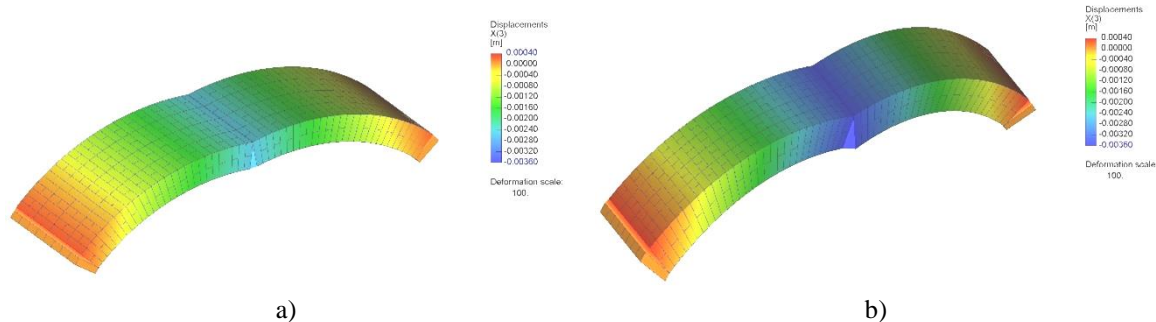 Displacements
X(3)
[m]
0.00040
0.00000
-0.00040
-0.00080
-0.00120
-0.00160
-0.00200
-0.00240
-0.00280
-0.00320
-0.00360
Deformation scale:
100.
a)
Displacements
X(3)
[m]
0.00040
0.00000
-0.00040
-0.00080
-0.00120
-0.00160
-0.00200
-0.00240
-0.00280
-0.00320
-0.00360
Deformation scale
100.
b)